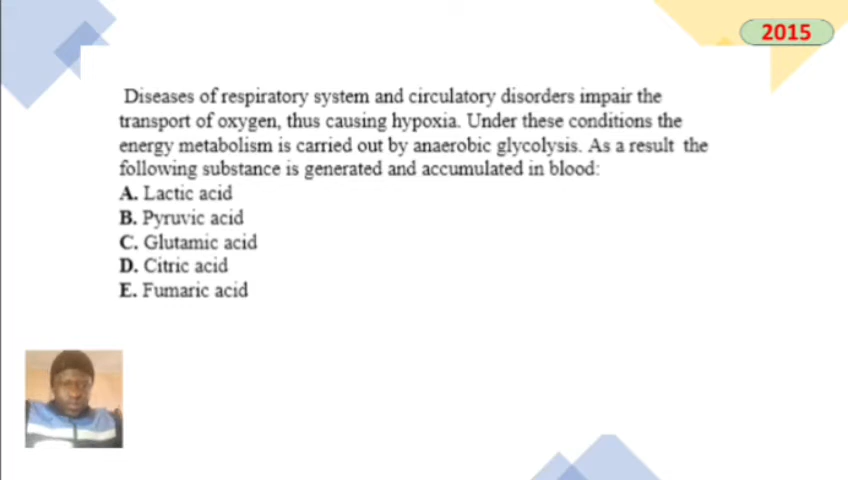 2015
Diseases of respiratory system and circulatory disorders impair the
transport of oxygen, thus causing hypoxia. Under these conditions the
energy metabolism is carried out by anaerobic glycolysis. As a result the
following substance is generated and accumulated in blood:
A. Lactic acid
B. Pyruvic acid
C. Glutamic acid
D. Citric acid
E. Fumaric acid